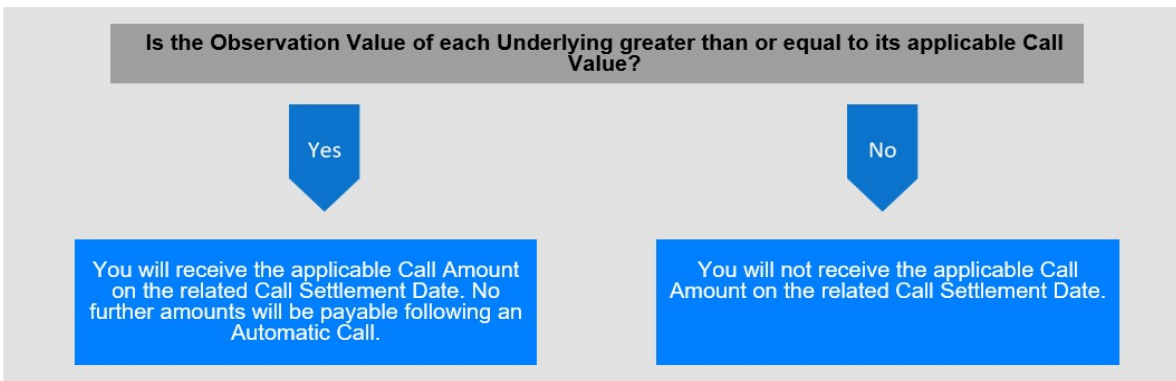 Is the Observation Value of each Underlying greater than or equal to its applicable Call
Value?
Yes
No
You will receive the applicable Call Amount
on the related Call Settlement Date. No
further amounts will be payable following an
Automatic Call.
You will not receive the applicable Call
Amount on the related Call Settlement Date.